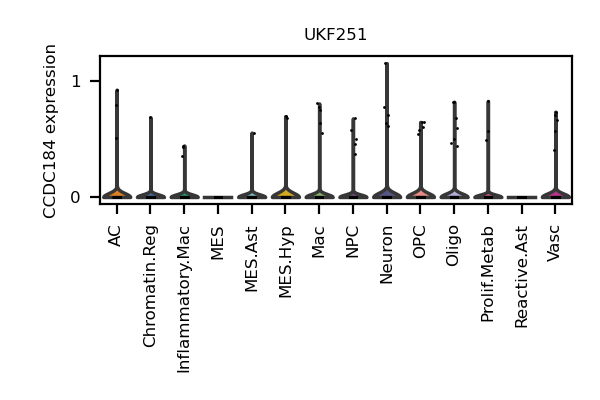 UKF251
CCDC184 expression
1
0
AC
Chromatin.Reg
Inflammatory.Mac
MES
MES.Ast
MES.Hyp
Mac
NPC
Neuron
OPC
Oligo
Prolif.Metab
Reactive.Ast
Vasc